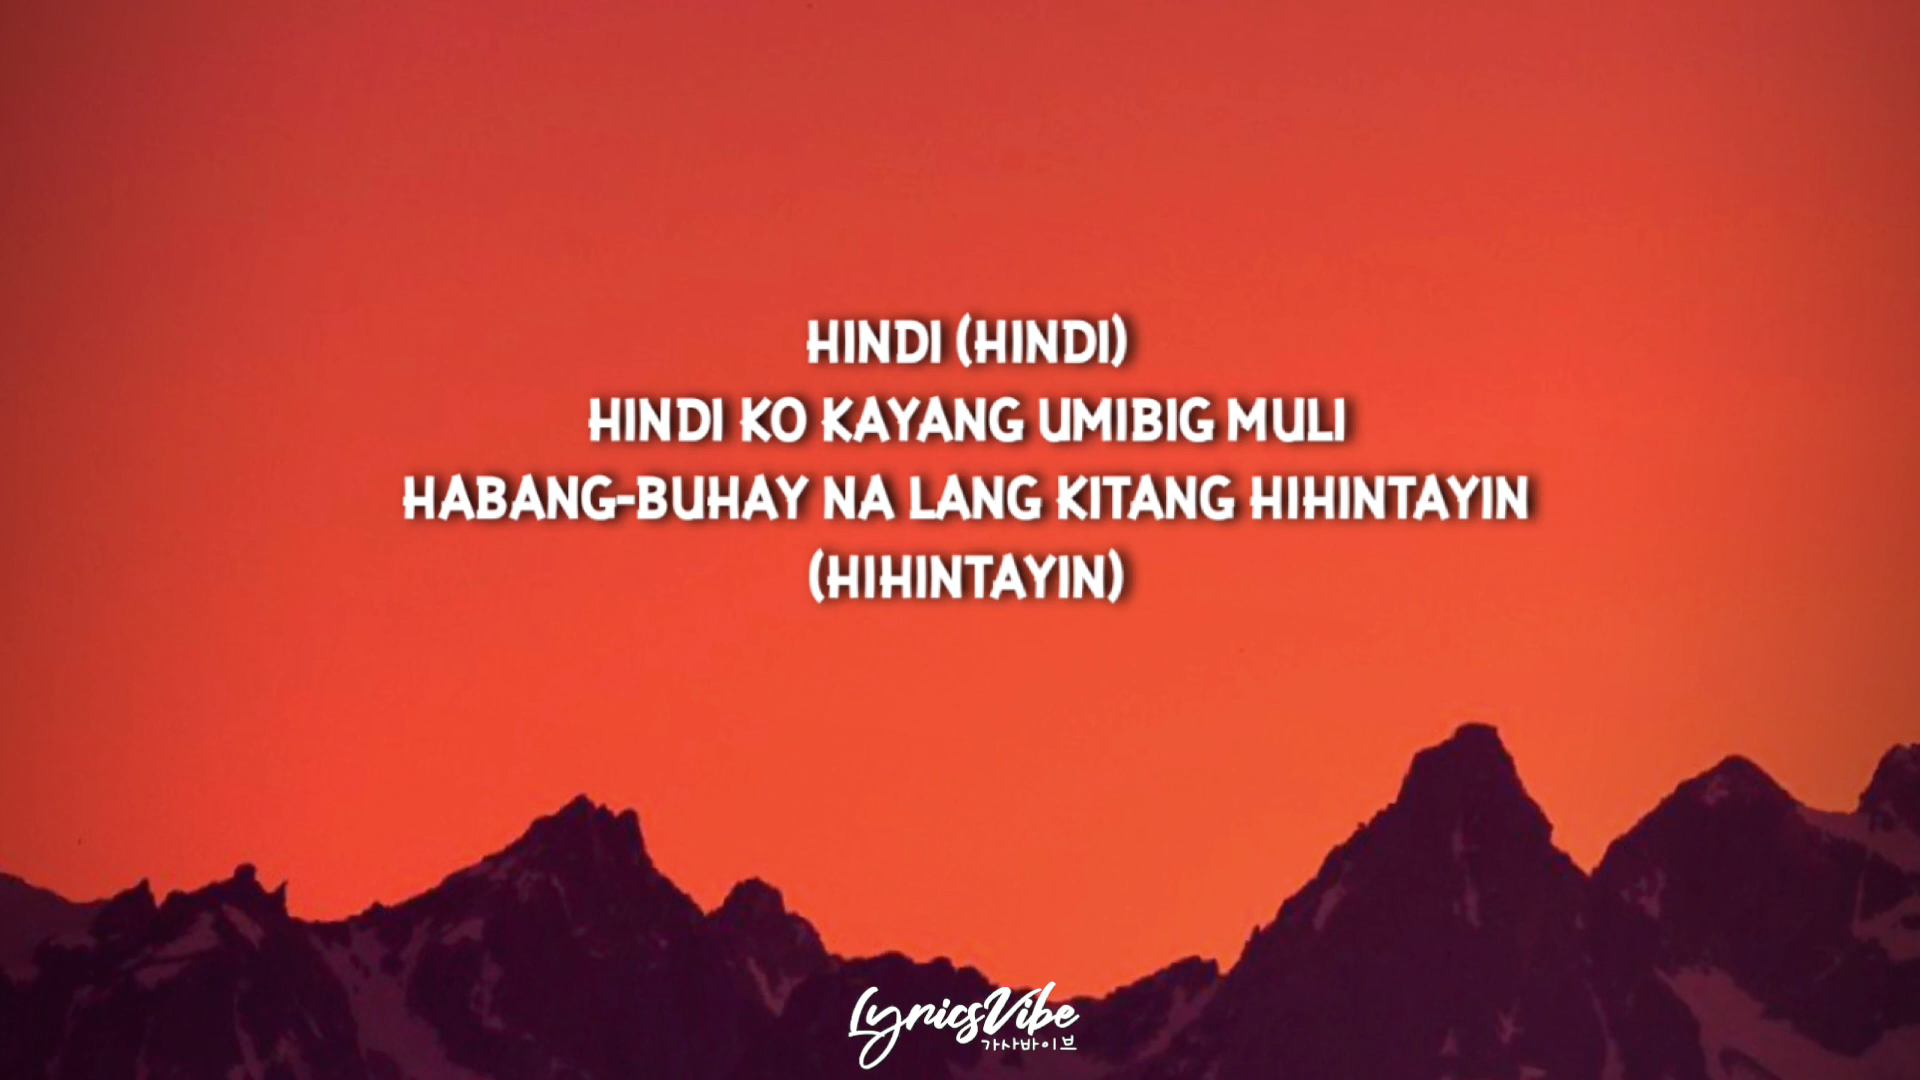 HINDI (HINDI)
HINDI KO KAYANG UMIBIG MULI
HABANG-BUHAY NA LANG KITANG HIHINTAYIN
(HIHINTAYIN)
LyricsVibe
가사바이브